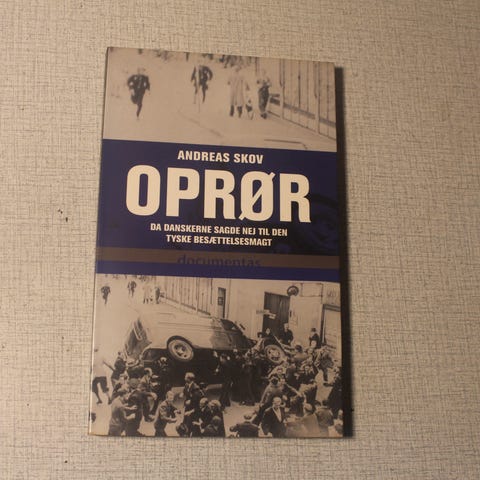 ANDREAS SKOV
OPRØR
DA DANSKERNE SAGDE NEJ TIL DEN
TYSKE BESÆTTELSESMAGT
documentas